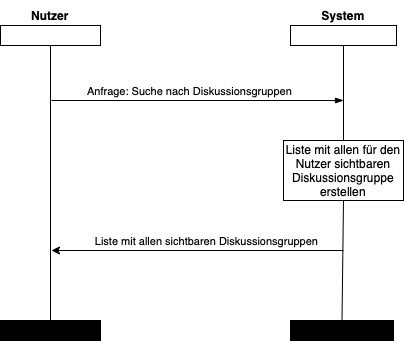 Nutzer
System
Anfrage: Suche nach Diskussionsgruppen
Liste mit allen für den
Nutzer sichtbaren
Diskussionsgruppe
erstellen
Liste mit allen sichtbaren Diskussionsgruppen